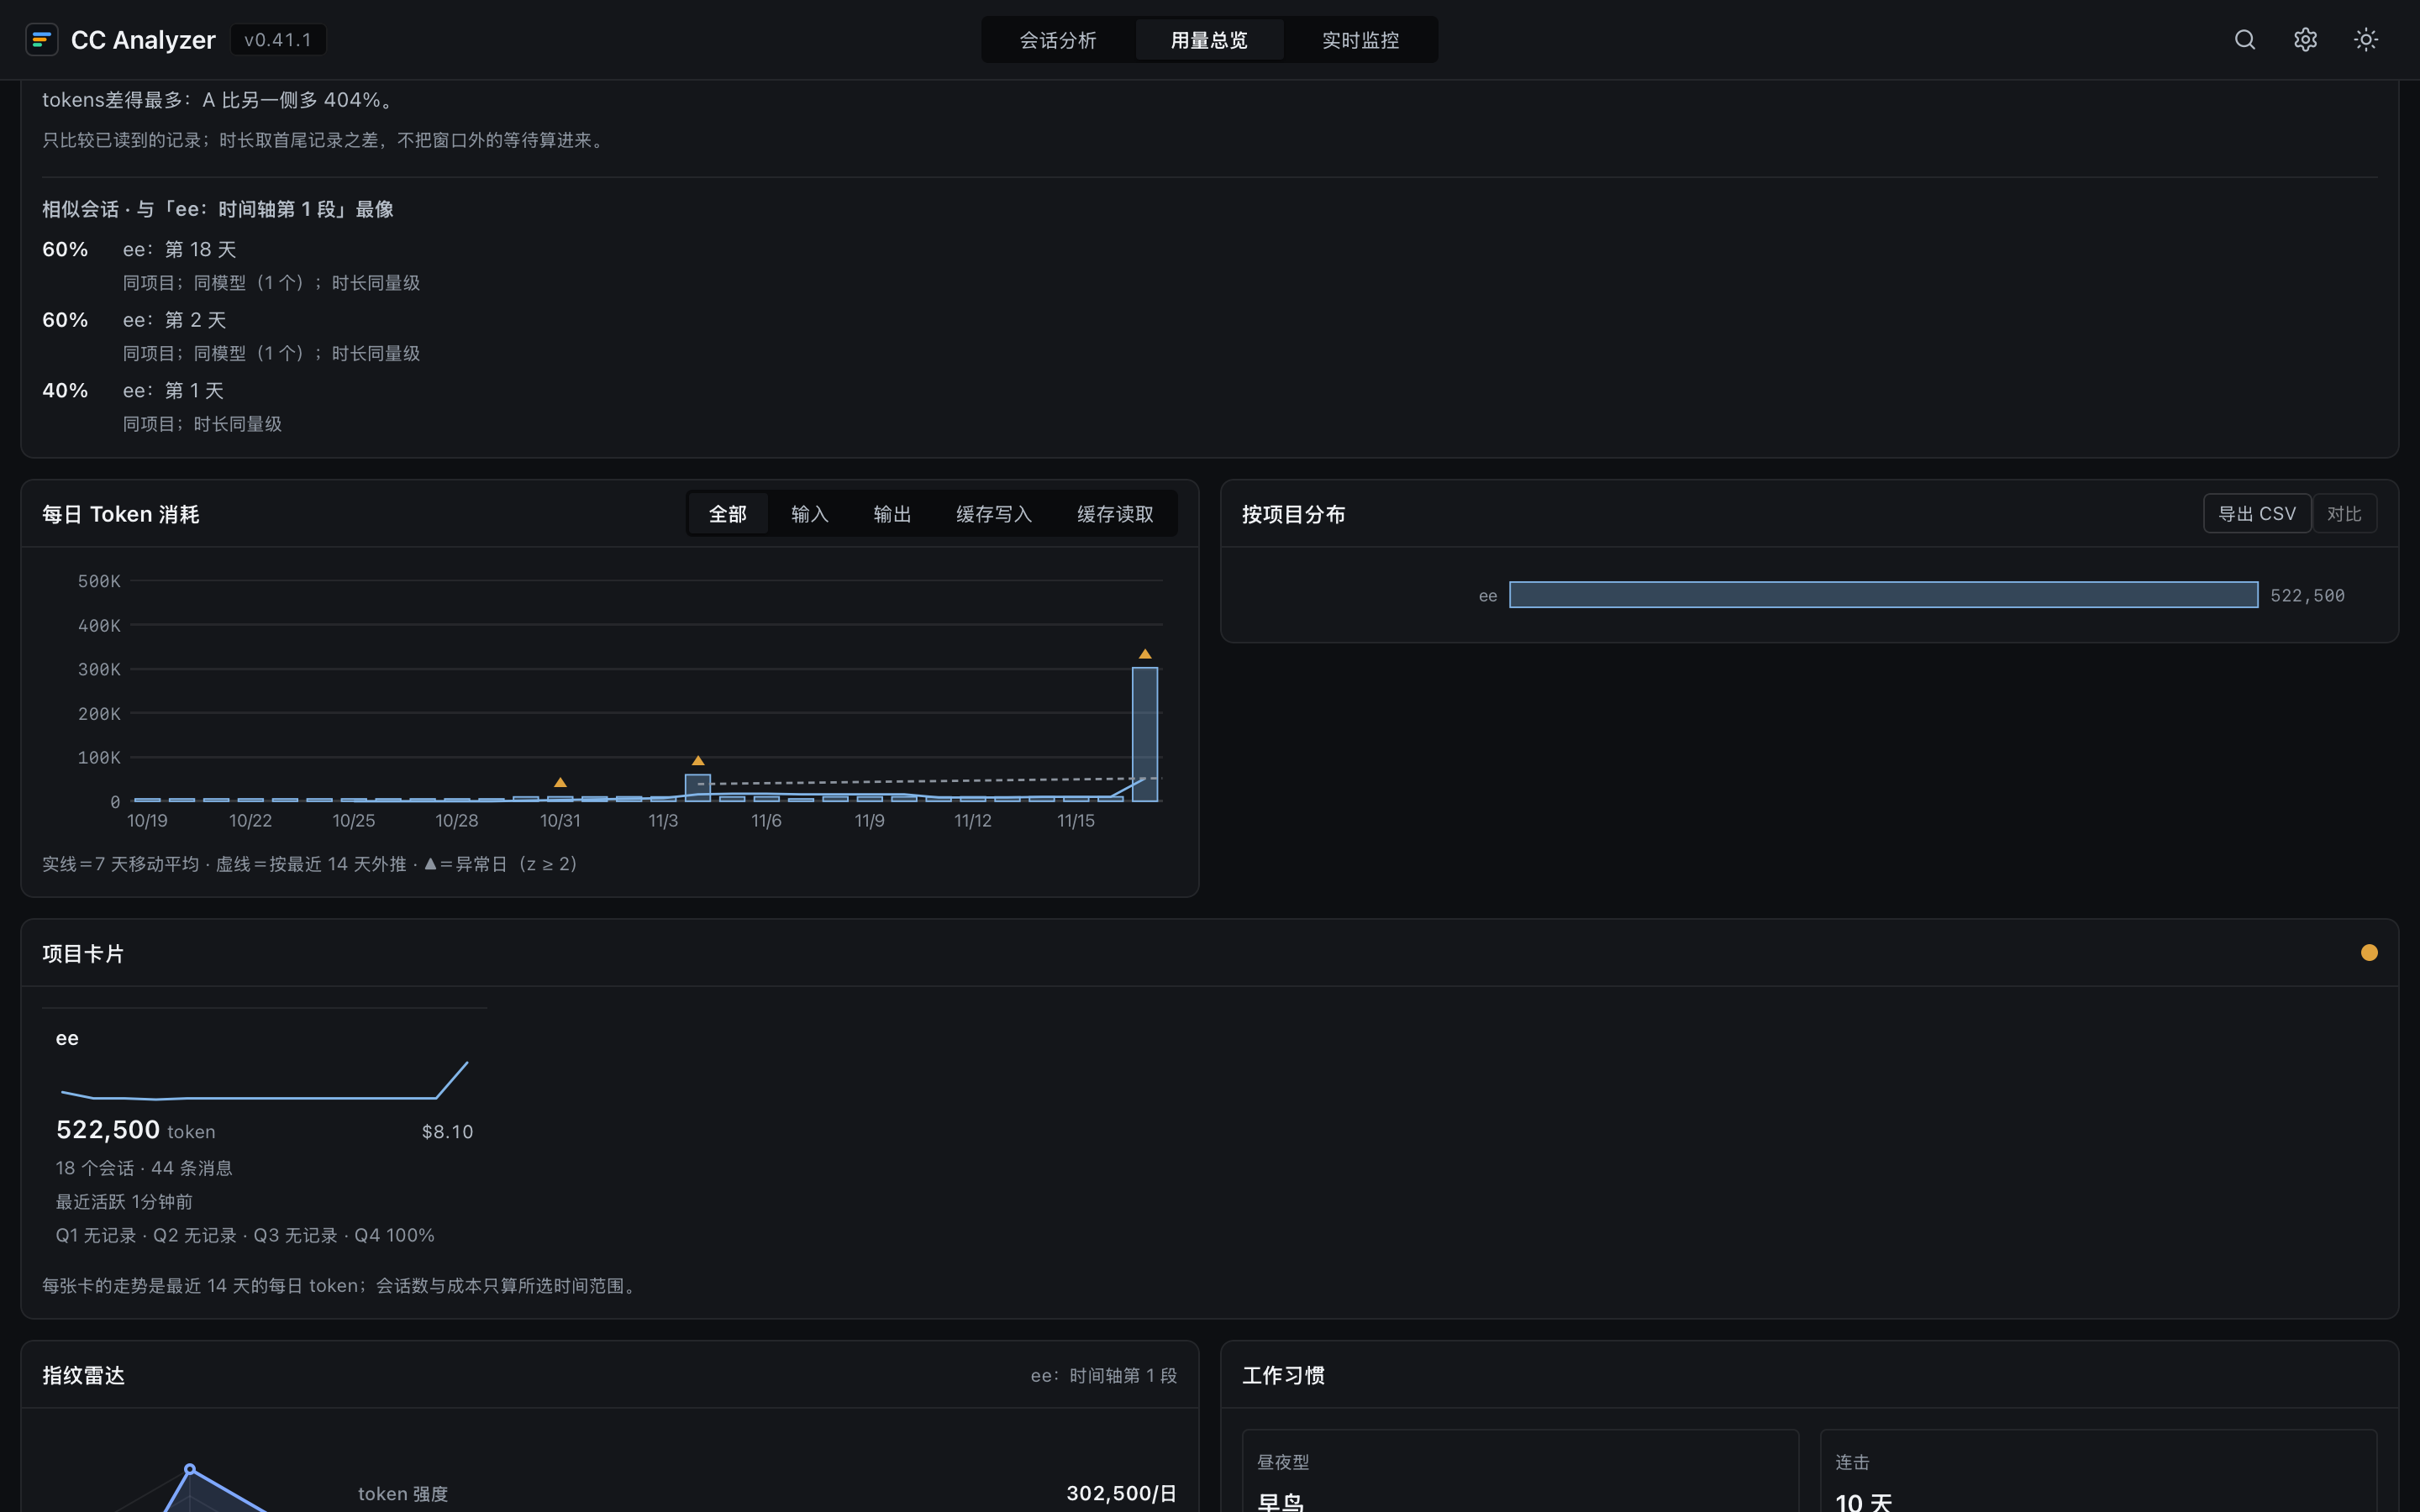 CC Analyzer v0.41.1 会话分析 用量总览 实时监控
tokens差得最多：A 比另一侧多 404%。
只比较已读到的记录；时长取首尾记录之差，不把窗口外的等待算进来。
相似会话 · 与「ee：时间轴第 1 段」最像
60% ee：第 18 天
同项目；同模型（1 个）；时长同量级
60% ee：第 2 天
同项目；同模型（1 个）；时长同量级
40% ee：第 1 天
同项目；时长同量级
每日 Token 消耗 全部 输入 输出 缓存写入 缓存读取
500K
400K
300K
200K
100K
0
10/19 10/22 10/25 10/28 10/31 11/3 11/6 11/9 11/12 11/15
实线＝7 天移动平均 · 虚线＝按最近 14 天外推 · ▲＝异常日（z ≥ 2）
按项目分布 导出 CSV 对比
ee 522,500
项目卡片
ee
522,500 token $8.10
18 个会话 · 44 条消息
最近活跃 1分钟前
Q1 无记录 · Q2 无记录 · Q3 无记录 · Q4 100%
每张卡的走势是最近 14 天的每日 token；会话数与成本只算所选时间范围。
指纹雷达 ee：时间轴第 1 段
token 强度 302,500/日
工作习惯
昼夜型
早鸟
连击
10 天